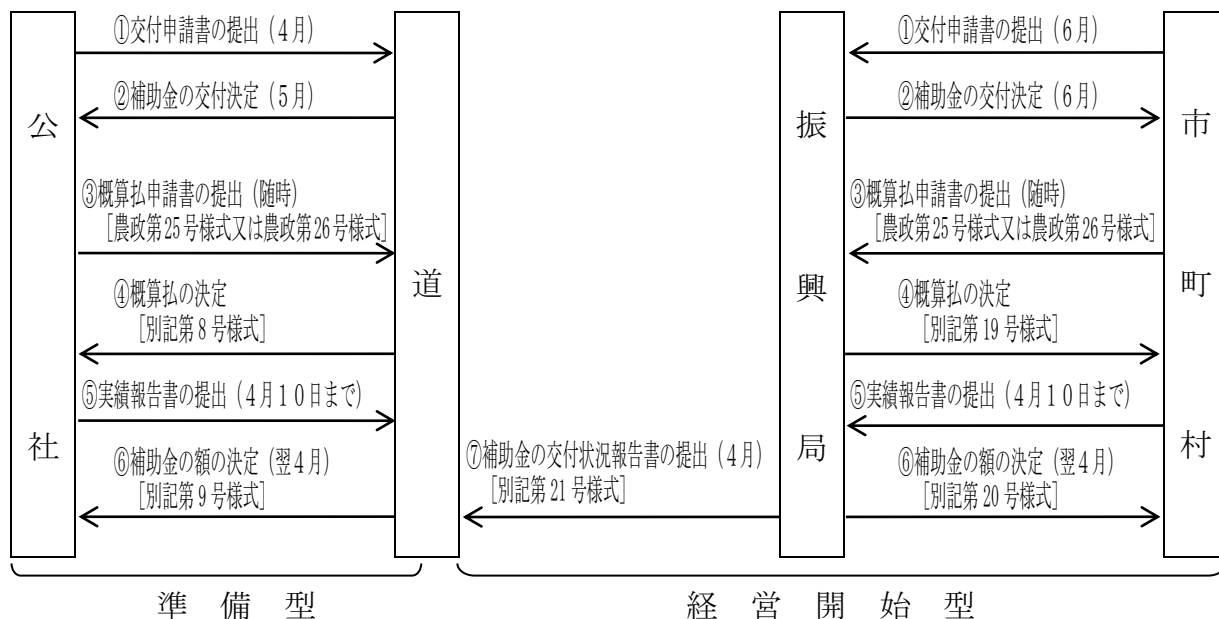 公社
①交付申請書の提出（４月）
②補助金の交付決定（５月）
③概算払申請書の提出（随時）
［農政第25号様式又は農政第26号様式］
④概算払の決定
［別記第８号様式］
⑤実績報告書の提出（４月１０日まで）
⑥補助金の額の決定（翌４月）
［別記第９号様式］
道
⑦補助金の交付状況報告書の提出（４月）
［別記第21号様式］
振興局
①交付申請書の提出（６月）
②補助金の交付決定（６月）
③概算払申請書の提出（随時）
［農政第25号様式又は農政第26号様式］
④概算払の決定
［別記第19号様式］
⑤実績報告書の提出（４月１０日まで）
⑥補助金の額の決定（翌４月）
［別記第20号様式］
市町村
準備型
経営開始型